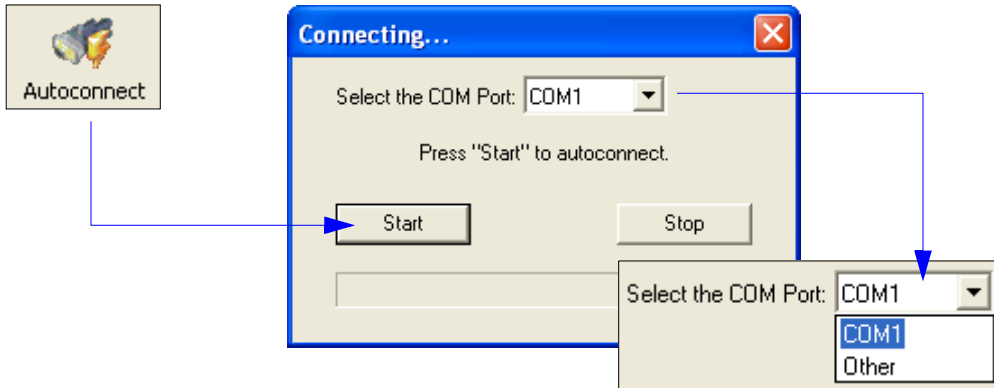 Autoconnect
Connecting...
Select the COM Port: COM1
Press "Start" to autoconnect.
Start
Stop
Select the COM Port: COM1
COM1
Other